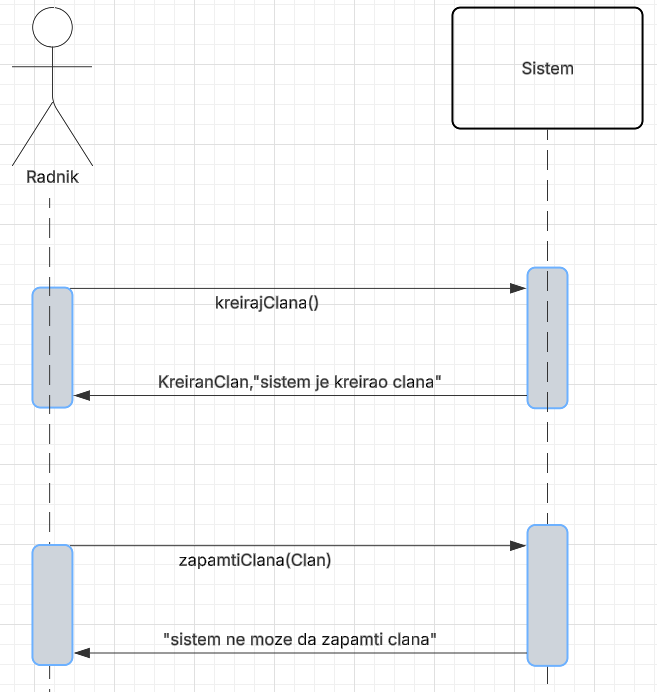 Sistem
Radnik
kreirajClana()
KreiranClan,"sistem je kreirao clana"
zapamtiClana(Clan)
"sistem ne moze da zapamti clana"